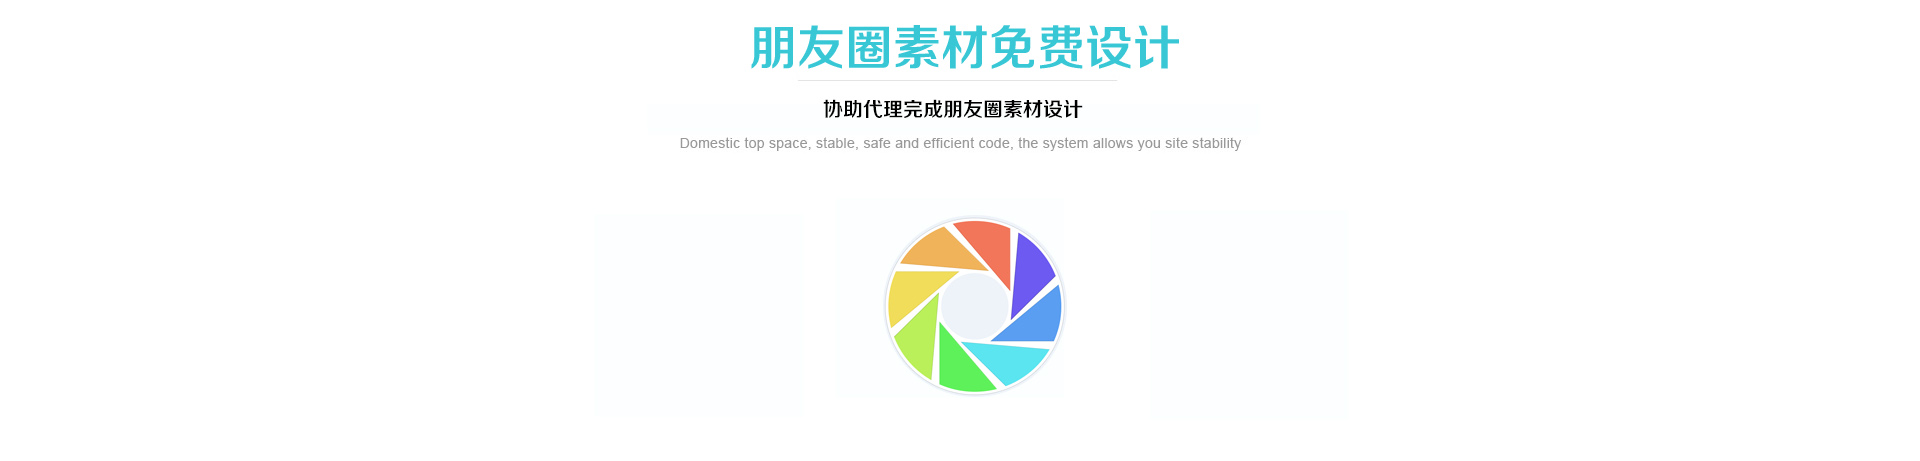 朋友圈素材免费设计
协助代理完成朋友圈素材设计
Domestic top space, stable, safe and efficient code, the system allows you site stability